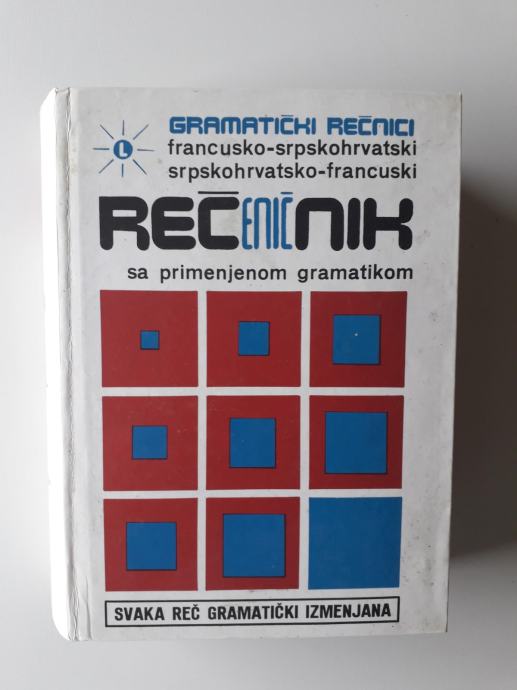 GRAMATIČKI REČNICI
L
francusko-srpskohrvatski
srpskohrvatsko-francuski
REČENIČNIK
sa primenjenom gramatikom
SVAKA REČ GRAMATIČKI IZMENJANA